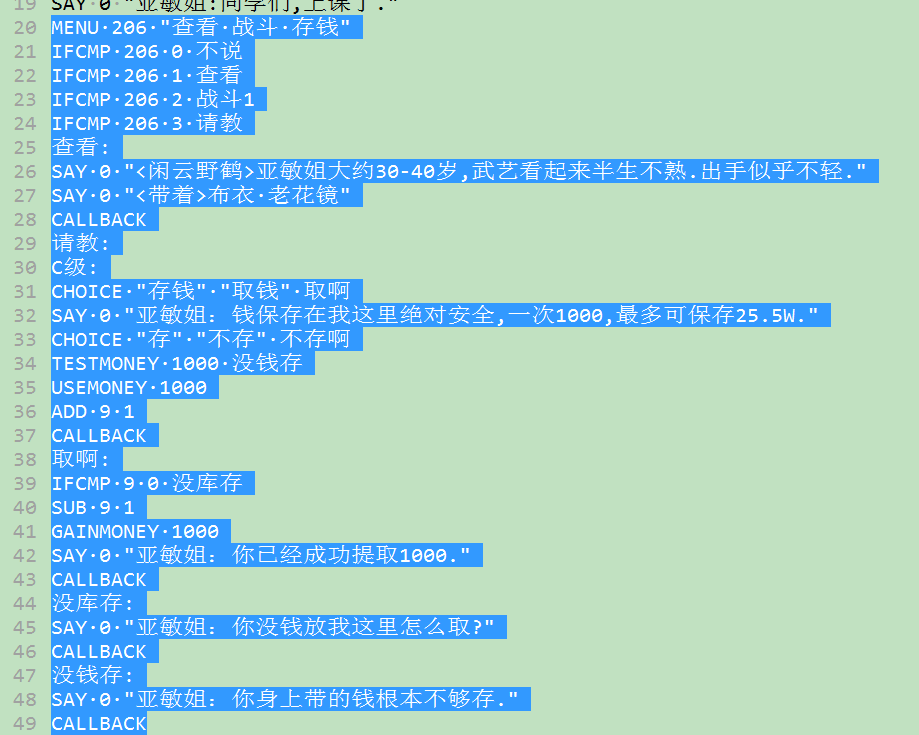 19 SAY 0 "亚敏姐:同学们,上课了."
20 MENU·206·"查看·战斗·存钱"
21 IFCMP·206·0·不说
22 IFCMP·206·1·查看
23 IFCMP·206·2·战斗1
24 IFCMP·206·3·请教
25 查看:
26 SAY·0·"<闲云野鹤>亚敏姐大约30-40岁,武艺看起来半生不熟.出手似乎不轻."
27 SAY·0·"<带着>布衣·老花镜"
28 CALLBACK
29 请教:
30 C级:
31 CHOICE·"存钱"·"取钱"·取啊
32 SAY·0·"亚敏姐: 钱保存在我这里绝对安全,一次1000,最多可保存25.5W."
33 CHOICE·"存"·"不存"·不存啊
34 TESTMONEY·1000·没钱存
35 USEMONEY·1000
36 ADD·9·1
37 CALLBACK
38 取啊:
39 IFCMP·9·0·没库存
40 SUB·9·1
41 GAINMONEY·1000
42 SAY·0·"亚敏姐: 你已经成功提取1000."
43 CALLBACK
44 没库存:
45 SAY·0·"亚敏姐: 你没钱放我这里怎么取?"
46 CALLBACK
47 没钱存:
48 SAY·0·"亚敏姐: 你身上带的钱根本不够存."
49 CALLBACK